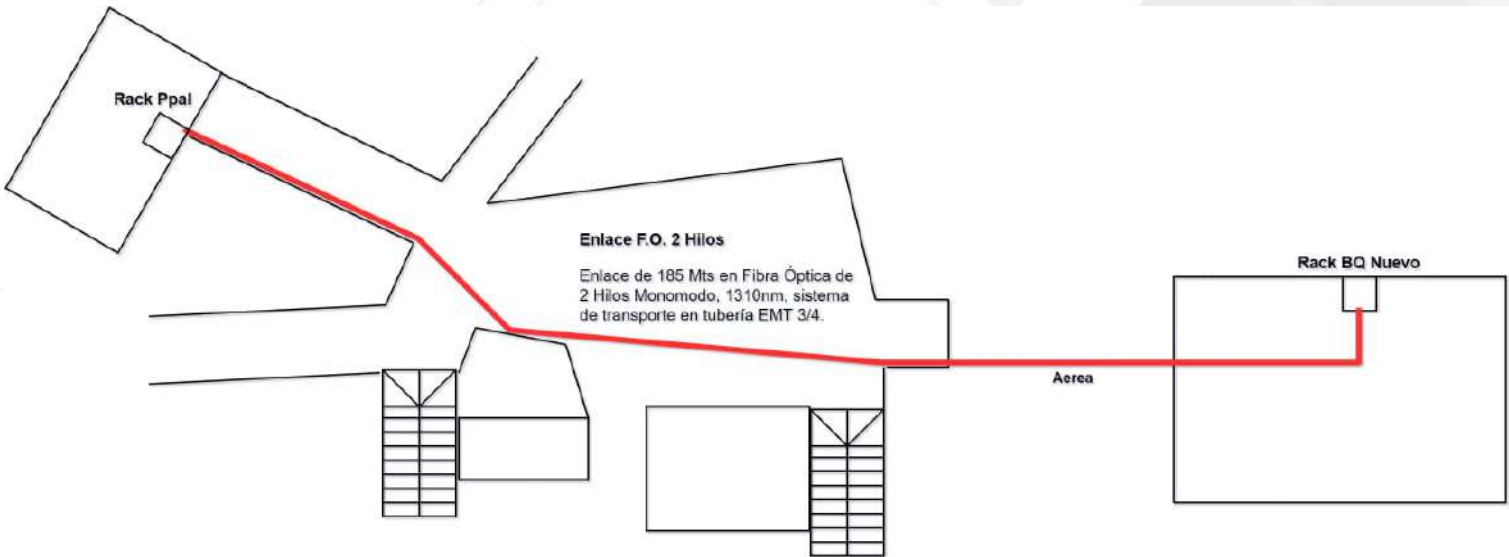 Rack Ppal
Enlace F.O. 2 Hilos
Enlace de 185 Mts en Fibra Óptica de
2 Hilos Monomodo, 1310nm, sistema
de transporte en tubería EMT 3/4.
Rack BQ Nuevo
Aerea